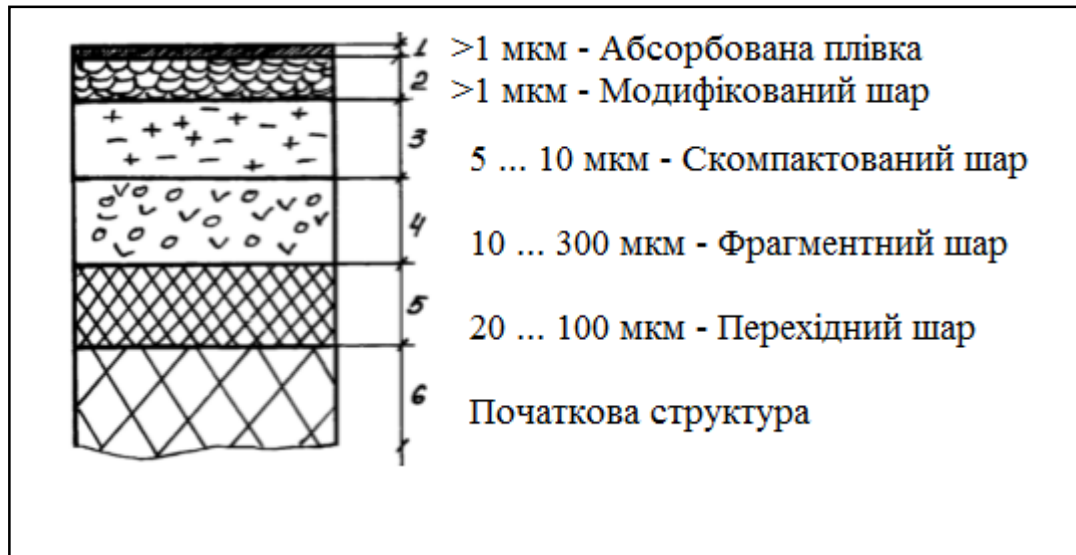 1 >1 мкм - Абсорбована плівка
2 >1 мкм - Модифікований шар
3 5 ... 10 мкм - Скомпактований шар
4 10 ... 300 мкм - Фрагментний шар
5 20 ... 100 мкм - Перехідний шар
6 Початкова структура